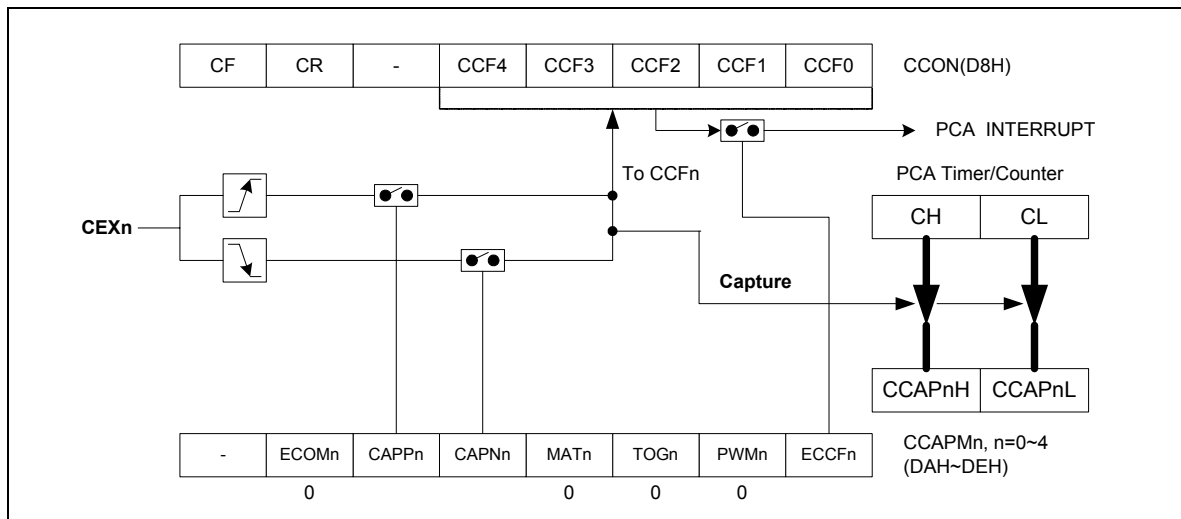 CF CR - CCF4 CCF3 CCF2 CCF1 CCF0 CCON(D8H)
PCA INTERRUPT
To CCFn
PCA Timer/Counter
CH CL
CEXn
Capture
CCAPnH CCAPnL
- ECOMn CAPPn CAPNn MATn TOGn PWMn ECCFn
CCAPMn, n=0~4
(DAH~DEH)
0 0 0 0